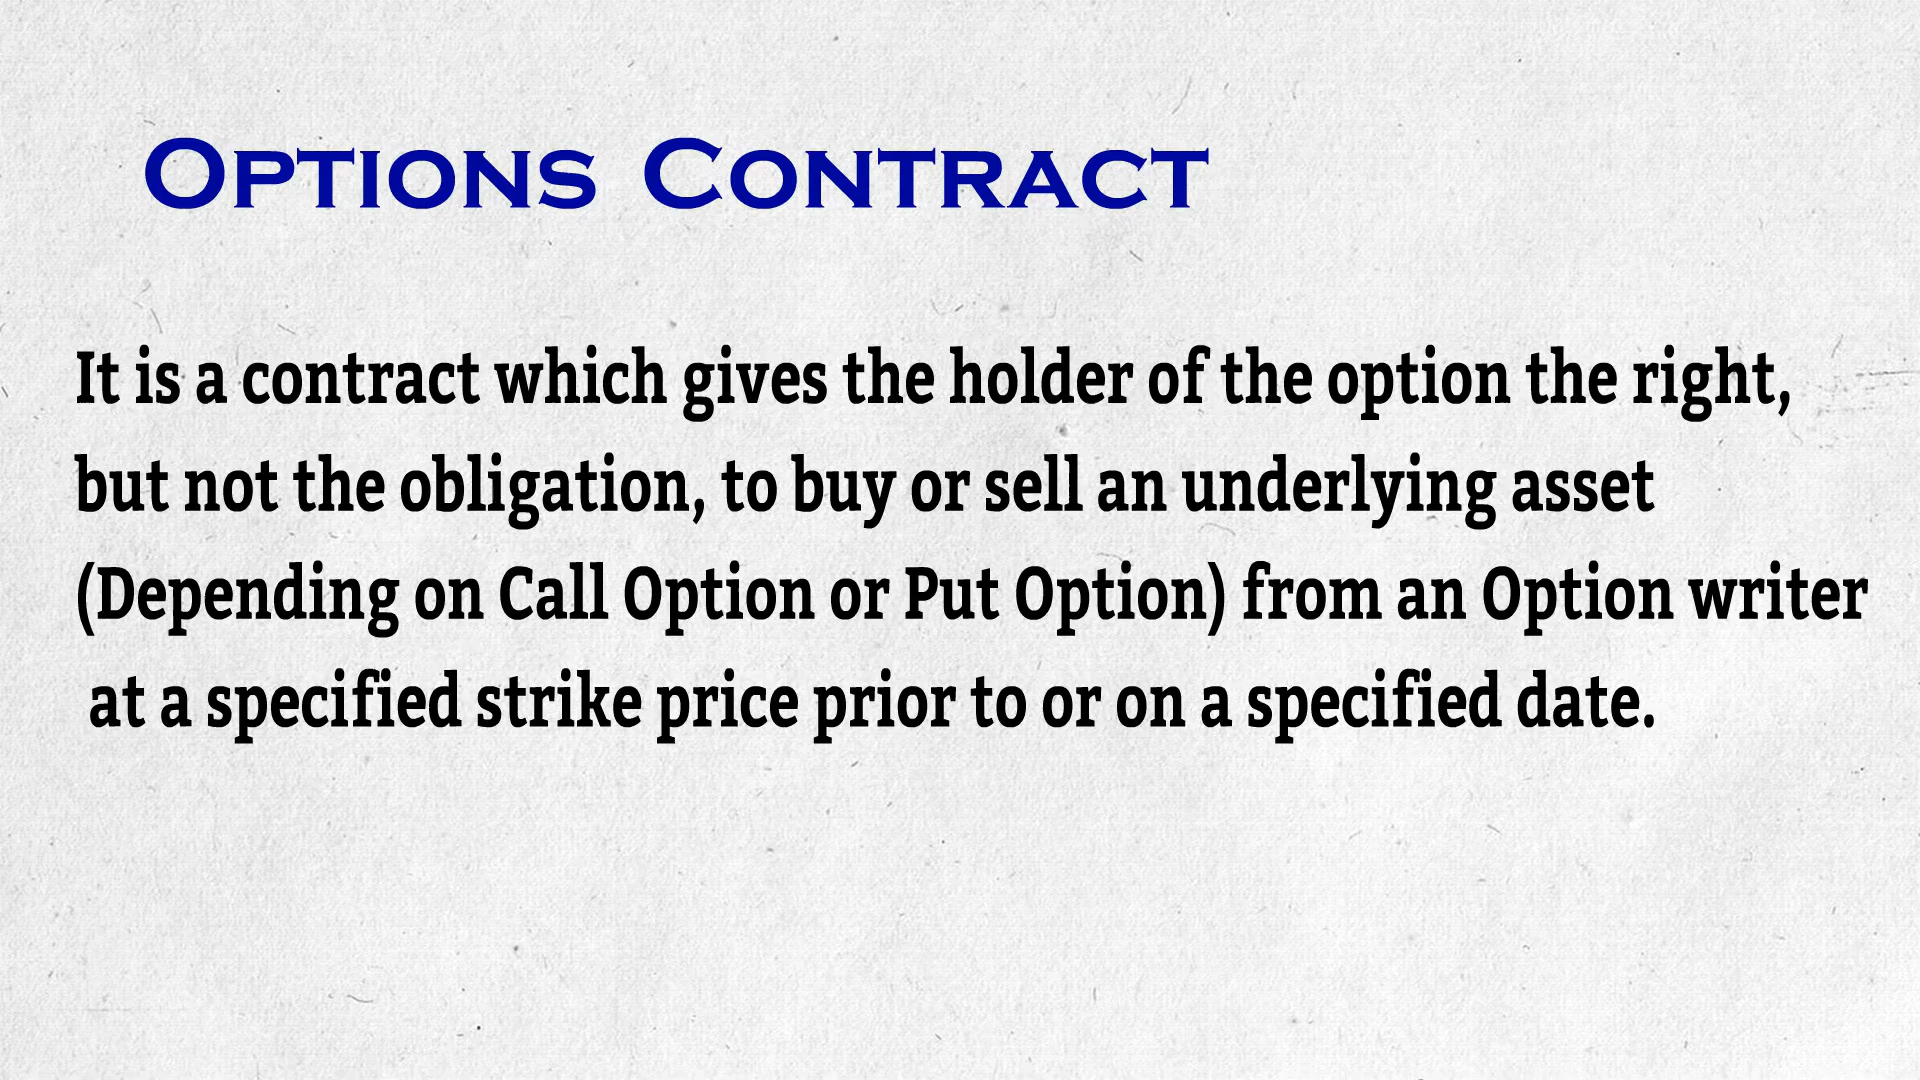 Options Contract
It is a contract which gives the holder of the option the right,
but not the obligation, to buy or sell an underlying asset
(Depending on Call Option or Put Option) from an Option writer
at a specified strike price prior to or on a specified date.